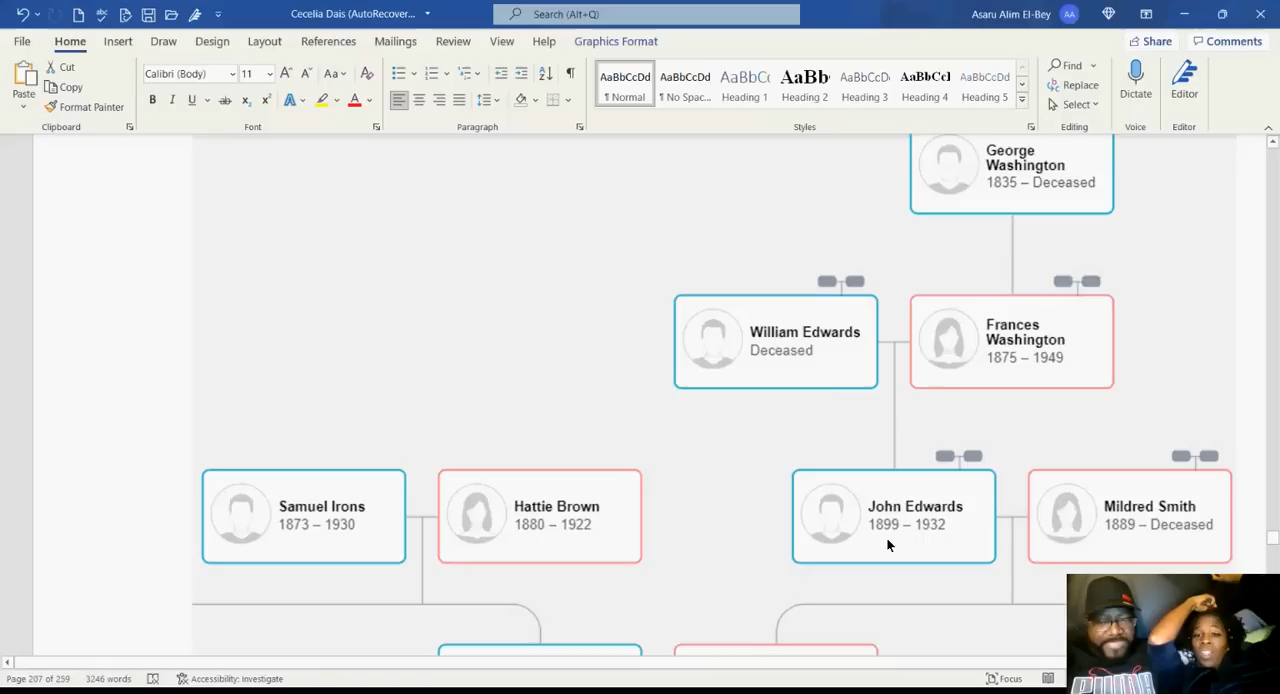 Cecelia Dais (AutoRecover...
Search (Alt+Q)
Asaru Alim El-Bey
AA
File
Home
Insert
Draw
Design
Layout
References
Mailings
Review
View
Help
Graphics Format
Share
Comments
Paste
Cut
Copy
Format Painter
Clipboard
Calibri (Body)
11
Font
Paragraph
AaBbCcDd
¶ Normal
AaBbCcDd
¶ No Spac...
AaBbCc
Heading 1
AaBb
Heading 2
AaBbCcDd
Heading 3
AaBbCcI
Heading 4
AaBbCcDd
Heading 5
Styles
Find
Replace
Select
Editing
Dictate
Voice
Editor
Editor
George
Washington
1835 – Deceased
William Edwards
Deceased
Frances
Washington
1875 – 1949
Samuel Irons
1873 – 1930
Hattie Brown
1880 – 1922
John Edwards
1899 – 1932
Mildred Smith
1889 – Deceased
Page 207 of 259
3246 words
Accessibility: Investigate
Focus